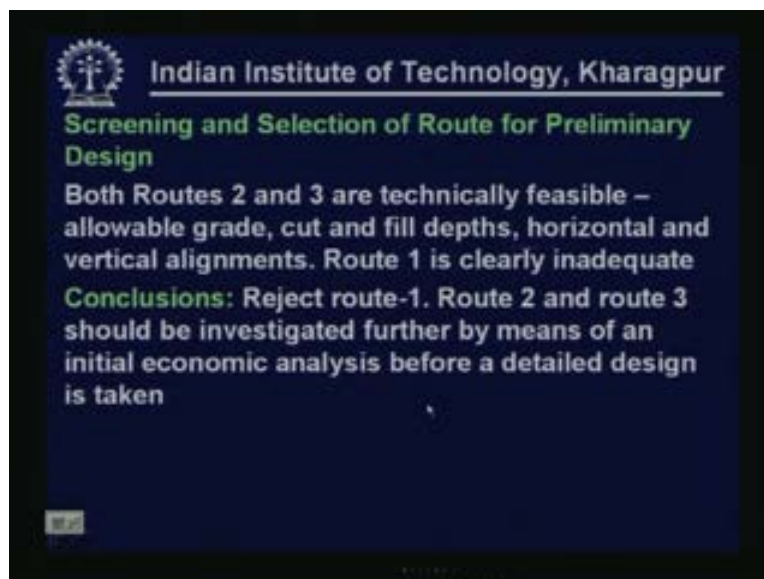 Indian Institute of Technology, Kharagpur
Screening and Selection of Route for Preliminary
Design
Both Routes 2 and 3 are technically feasible –
allowable grade, cut and fill depths, horizontal and
vertical alignments. Route 1 is clearly inadequate
Conclusions: Reject route-1. Route 2 and route 3
should be investigated further by means of an
initial economic analysis before a detailed design
is taken